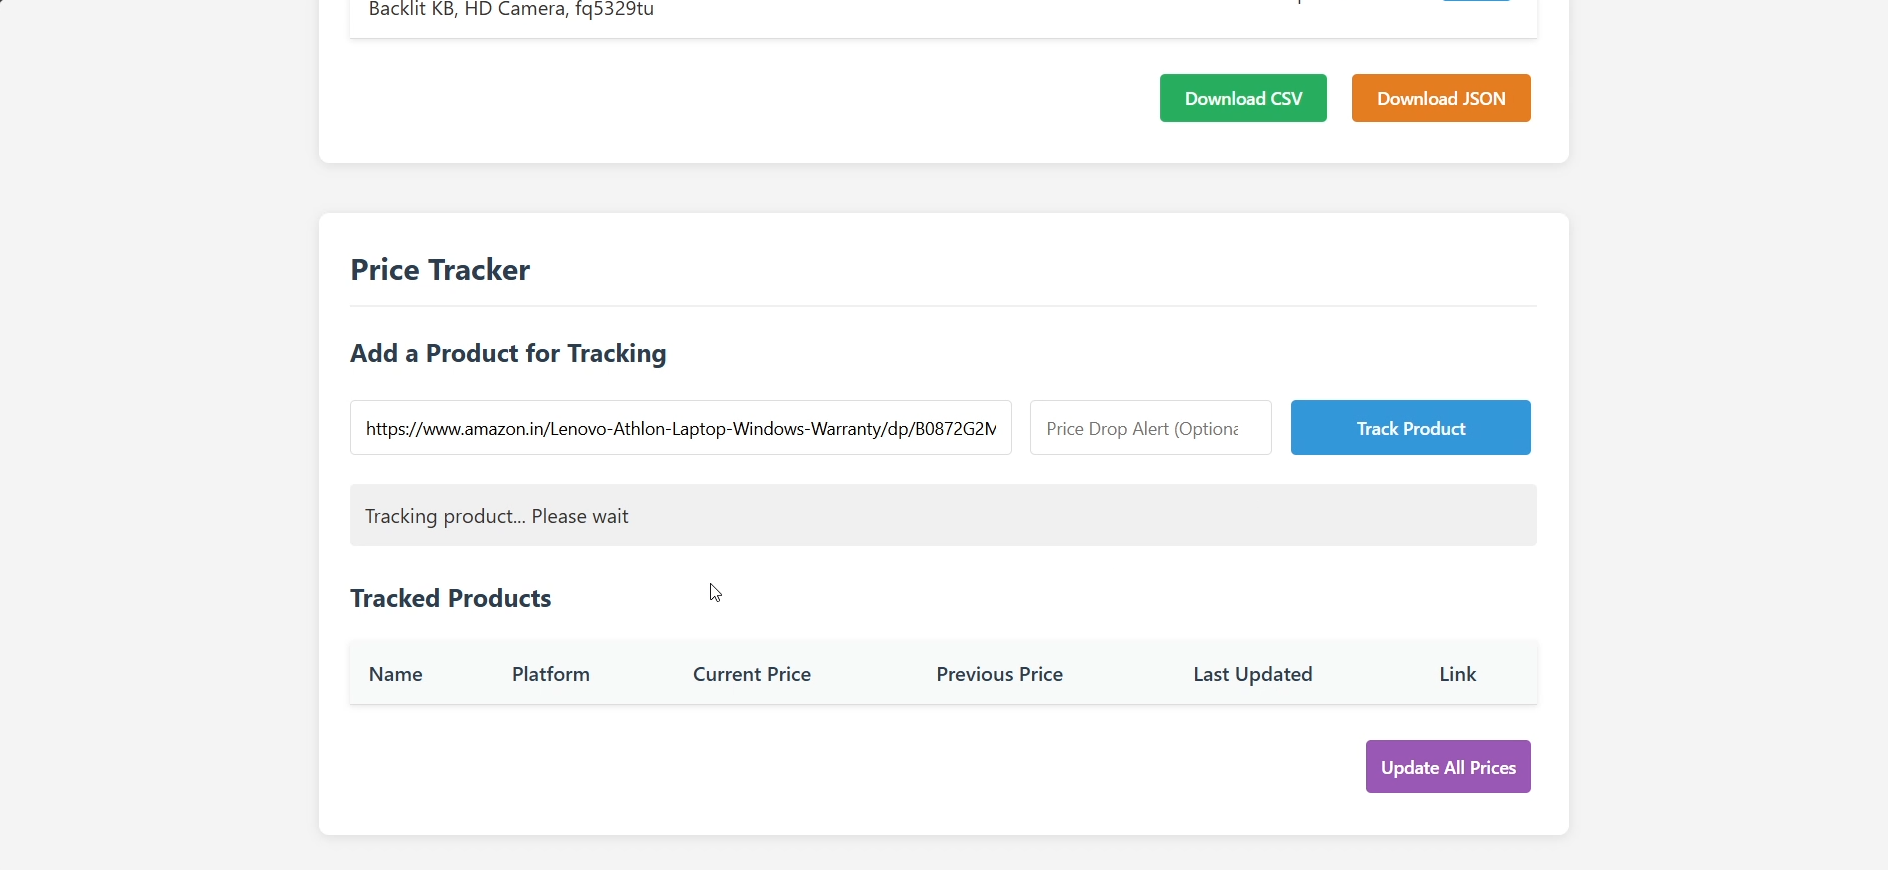 Backlit KB, HD Camera, fq5329tu
Download CSV
Download JSON
Price Tracker
Add a Product for Tracking
https://www.amazon.in/Lenovo-Athlon-Laptop-Windows-Warranty/dp/B0872G2M
Price Drop Alert (Optiona
Track Product
Tracking product... Please wait
Tracked Products
Name Platform Current Price Previous Price Last Updated Link
Update All Prices